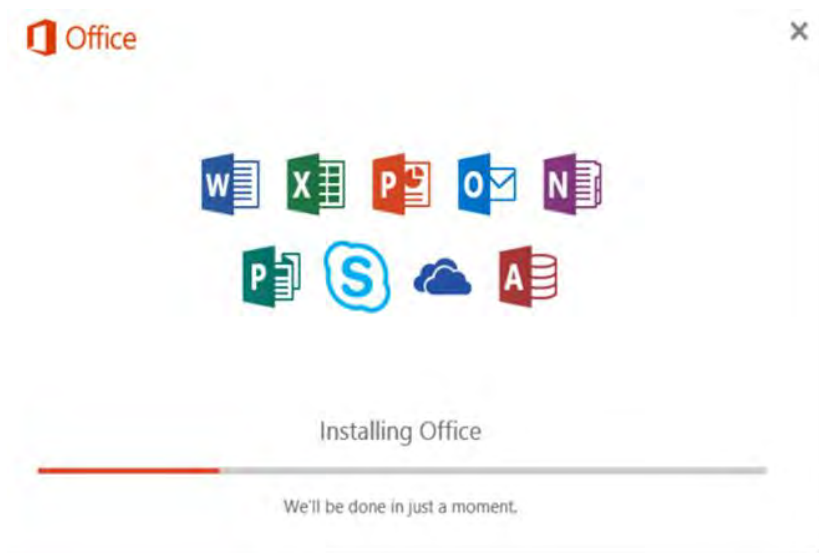 Office
W X P O N
P S A
Installing Office
We'll be done in just a moment.